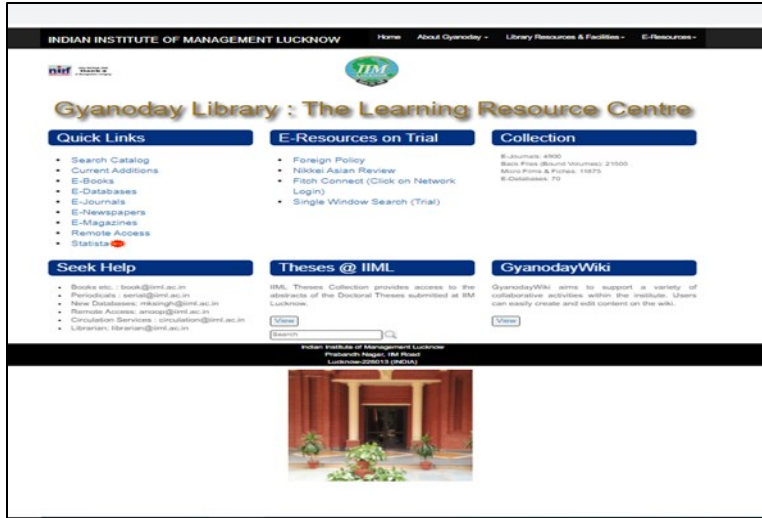 INDIAN INSTITUTE OF MANAGEMENT LUCKNOW
Home About Gyanoday Library Resources & Facilities E-Resources
nirf
IIM
Gyanoday Library : The Learning Resource Centre
Quick Links
Search Catalog
Current Additions
E-Books
E-Databases
E-Journals
E-Newspapers
E-Magazines
Remote Access
Statista
E-Resources on Trial
Foreign Policy
Nikkei Asian Review
Fitch Connect (Click on Network
Login)
Single Window Search (Trial)
Collection
E-Journals: 4900
Back Files (Bound Volumes): 21500
Micro Films & Fiches: 11875
E-Databases: 70
Seek Help
Books etc. : book@iiml.ac.in
Periodicals : serial@iiml.ac.in
New Databases: mksingh@iiml.ac.in
Remote Access: anoop@iiml.ac.in
Circulation Services : circulation@iiml.ac.in
Librarian: librarian@iiml.ac.in
Theses @ IIML
IIML Theses Collection provides access to the
abstracts of the Doctoral Theses submitted at IIM
Lucknow.
View
Search
GyanodayWiki
GyanodayWiki aims to support a variety of
collaborative activities within the institute. Users
can easily create and edit content on the wiki.
View
Indian Institute of Management Lucknow
Prabandh Nagar, IIM Road
Lucknow-226013 (INDIA)